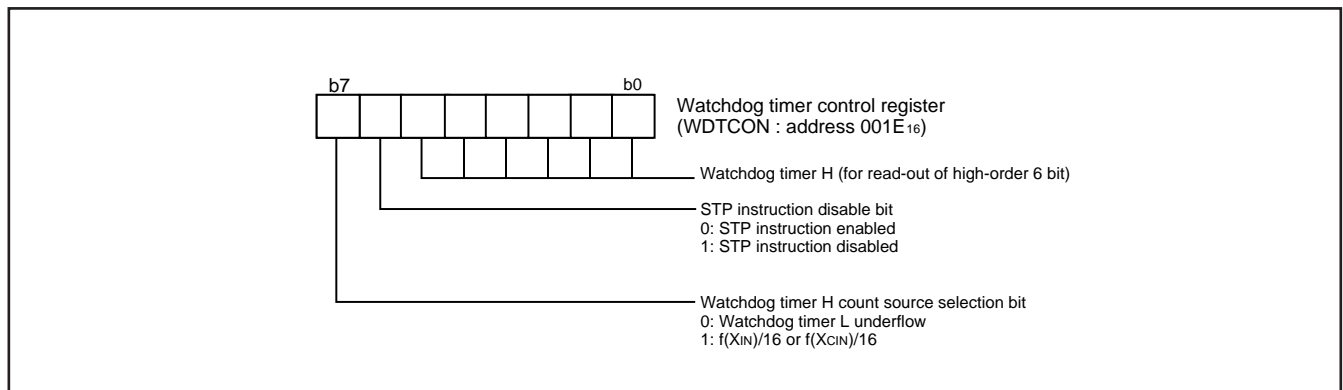 b7 b0
Watchdog timer control register
(WDTCON : address 001E16)
Watchdog timer H (for read-out of high-order 6 bit)
STP instruction disable bit
0: STP instruction enabled
1: STP instruction disabled
Watchdog timer H count source selection bit
0: Watchdog timer L underflow
1: f(XIN)/16 or f(XCIN)/16